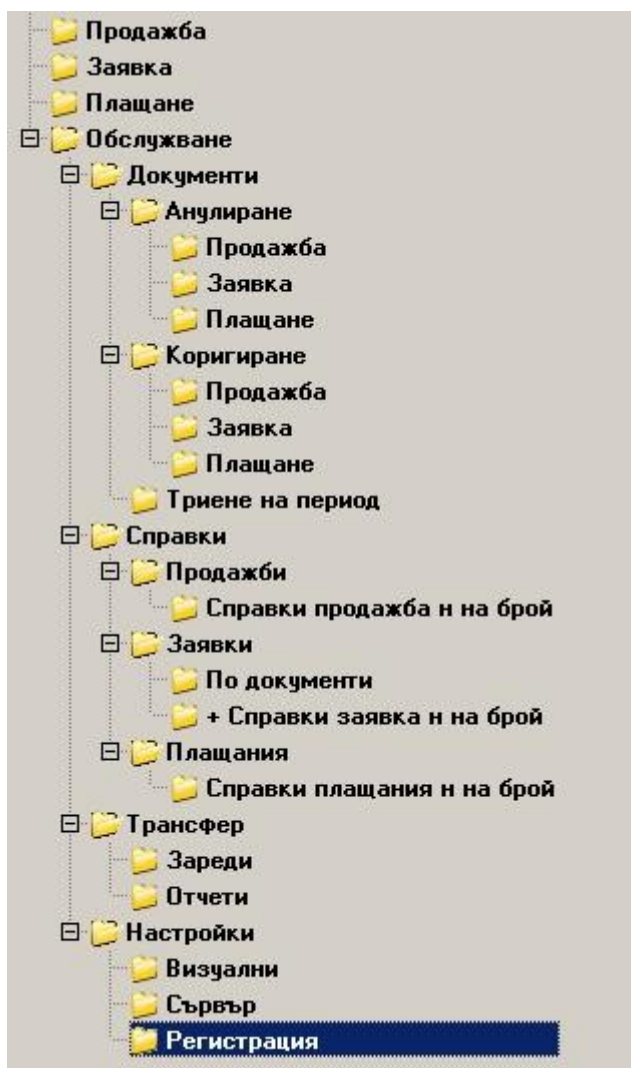 Продажба
Заявка
Плащане
Обслужване
Документи
Анулиране
Продажба
Заявка
Плащане
Коригиране
Продажба
Заявка
Плащане
Триене на период
Справки
Продажби
Справки продажба н на брой
Заявки
По документи
+ Справки заявка н на брой
Плащания
Справки плащания н на брой
Трансфер
Зареди
Отчети
Настройки
Визуални
Сървър
Регистрация